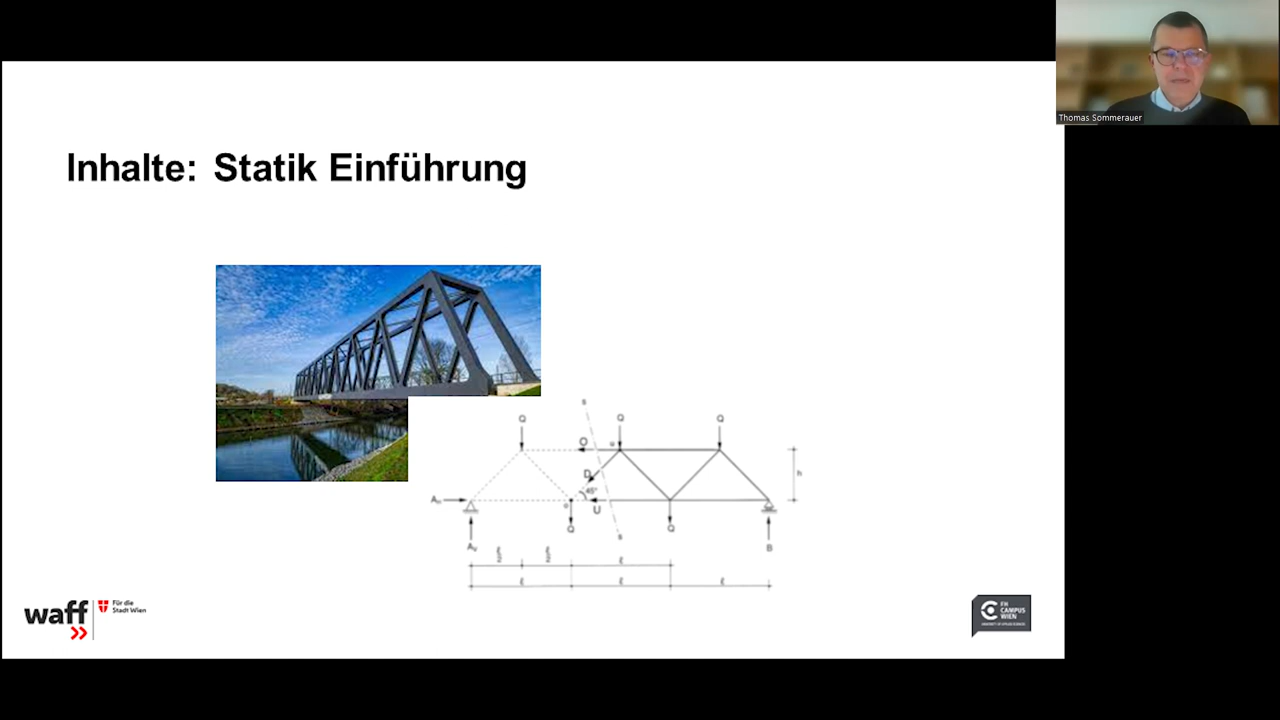 Thomas Sommerauer
Inhalte: Statik Einführung
s
Q
Q
Q
O
D
45°
h
U
Q
Q
s
B
ℓ
ℓ
ℓ
ℓ
waff
Für die
Stadt Wien
FH
CAMPUS
WIEN